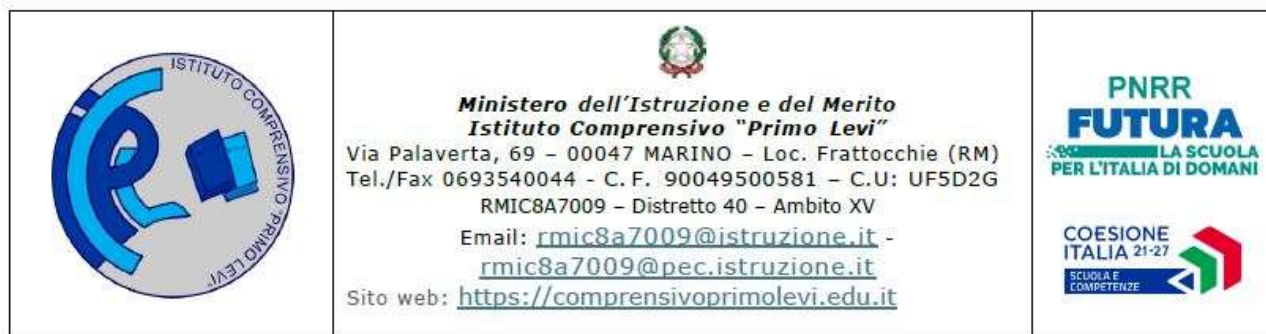 ISTITUTO COMPRENSIVO "PRIMO LEVI"
Ministero dell'Istruzione e del Merito
Istituto Comprensivo "Primo Levi"
Via Palaverta, 69 – 00047 MARINO – Loc. Frattocchie (RM)
Tel./Fax 0693540044 - C.F. 90049500581 – C.U: UF5D2G
RMIC8A7009 – Distretto 40 – Ambito XV
Email: rmic8a7009@istruzione.it -
rmic8a7009@pec.istruzione.it
Sito web: https://comprensivoprimolevi.edu.it
PNRR
FUTURA
LA SCUOLA
PER L'ITALIA DI DOMANI
COESIONE
ITALIA 21-27
SCUOLA E
COMPETENZE